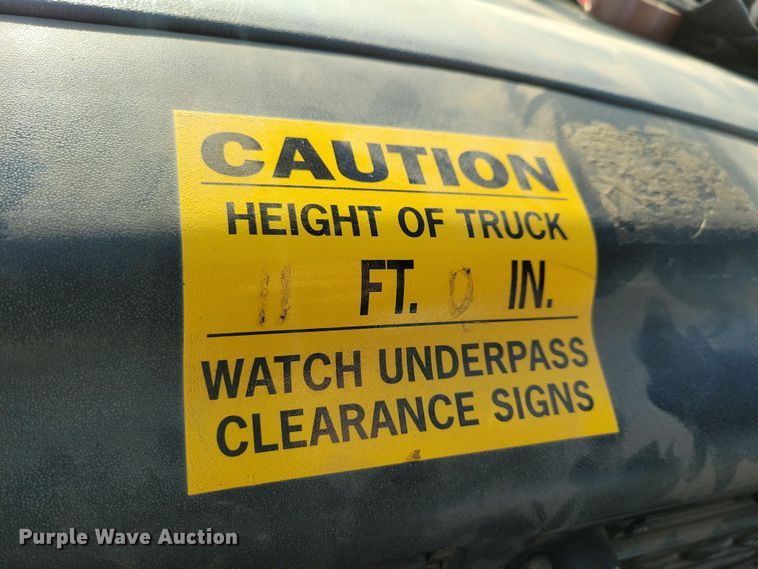 CAUTION
HEIGHT OF TRUCK
11 FT. 0 IN.
WATCH UNDERPASS
CLEARANCE SIGNS
Purple Wave Auction